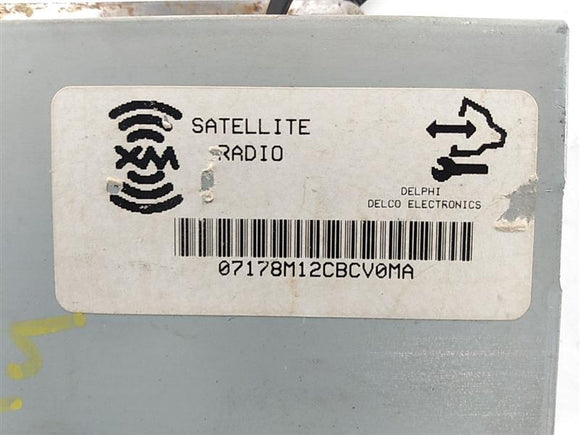 XM
SATELLITE
RADIO
DELPHI
DELCO ELECTRONICS
07178M12CBCV0MA